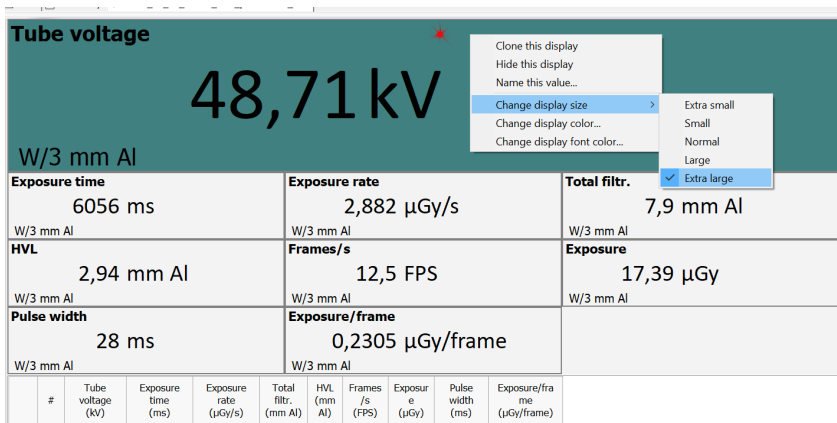 Tube voltage
48,71 kV
W/3 mm Al
Clone this display
Hide this display
Name this value...
Change display size
Change display color...
Change display font color...
Extra small
Small
Normal
Large
Extra large
Exposure time
6056 ms
W/3 mm Al
Exposure rate
2,882 µGy/s
W/3 mm Al
Total filtr.
7,9 mm Al
W/3 mm Al
HVL
2,94 mm Al
W/3 mm Al
Frames/s
12,5 FPS
W/3 mm Al
Exposure
17,39 µGy
W/3 mm Al
Pulse width
28 ms
W/3 mm Al
Exposure/frame
0,2305 µGy/frame
W/3 mm Al
# Tube Exposure Exposure Total HVL Frames Exposur Pulse Exposure/fra
voltage time rate filtr. (mm /s e width me
(kV) (ms) (µGy/s) (mm Al) Al) (FPS) (µGy) (ms) (µGy/frame)